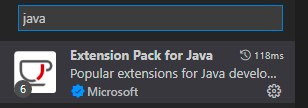 java
Extension Pack for Java 118ms
Popular extensions for Java develo...
6
Microsoft